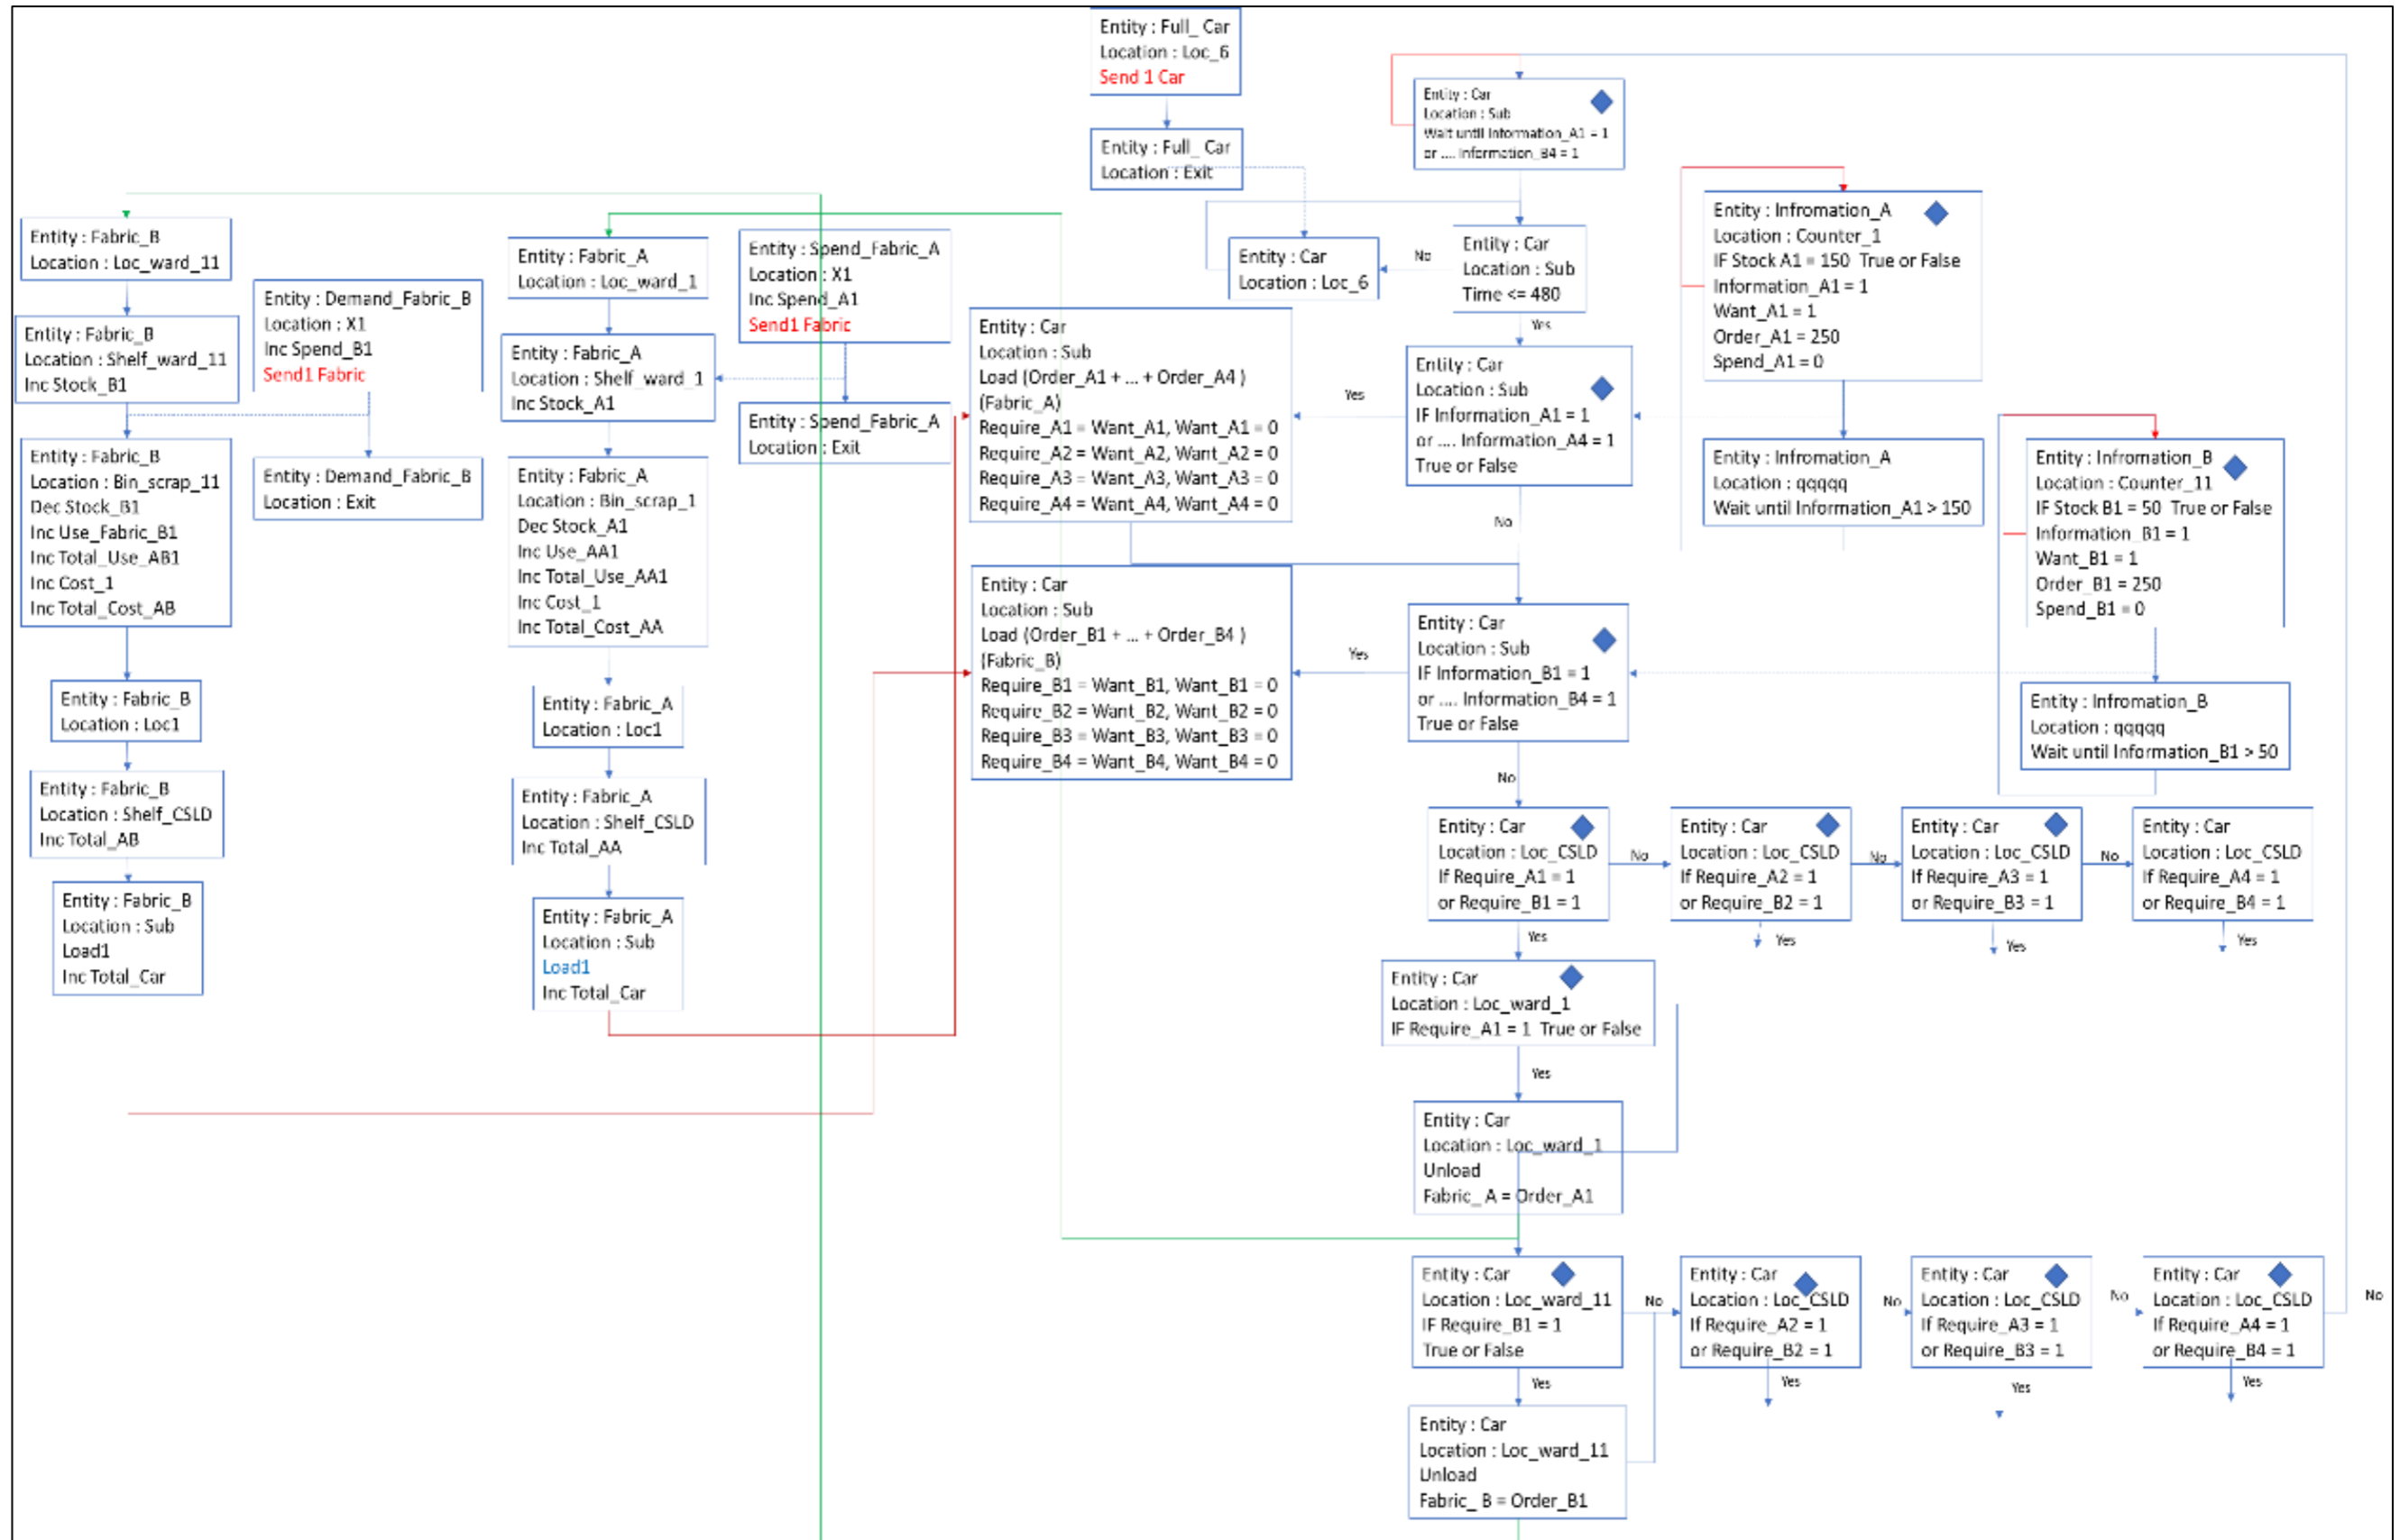 Entity : Full_ Car
Location : Loc_6
Send 1 Car
Entity : Full_ Car
Location : Exit
Entity : Car
Location : Sub
Wait until Information_A1 = 1
or .... Information_B4 = 1
Entity : Car
Location : Loc_6
No
Entity : Car
Location : Sub
Time <= 480
Yes
Entity : Infromation_A
Location : Counter_1
IF Stock A1 = 150 True or False
Information_A1 = 1
Want_A1 = 1
Order_A1 = 250
Spend_A1 = 0
Entity : Fabric_B
Location : Loc_ward_11
Entity : Demand_Fabric_B
Location : X1
Inc Spend_B1
Send1 Fabric
Entity : Fabric_B
Location : Shelf_ward_11
Inc Stock_B1
Entity : Fabric_B
Location : Bin_scrap_11
Dec Stock_B1
Inc Use_Fabric_B1
Inc Total_Use_AB1
Inc Cost_1
Inc Total_Cost_AB
Entity : Demand_Fabric_B
Location : Exit
Entity : Fabric_B
Location : Loc1
Entity : Fabric_B
Location : Shelf_CSLD
Inc Total_AB
Entity : Fabric_B
Location : Sub
Load1
Inc Total_Car
Entity : Fabric_A
Location : Loc_ward_1
Entity : Spend_Fabric_A
Location : X1
Inc Spend_A1
Send1 Fabric
Entity : Fabric_A
Location : Shelf_ward_1
Inc Stock_A1
Entity : Spend_Fabric_A
Location : Exit
Entity : Fabric_A
Location : Bin_scrap_1
Dec Stock_A1
Inc Use_AA1
Inc Total_Use_AA1
Inc Cost_1
Inc Total_Cost_AA
Entity : Fabric_A
Location : Loc1
Entity : Fabric_A
Location : Shelf_CSLD
Inc Total_AA
Entity : Fabric_A
Location : Sub
Load1
Inc Total_Car
Entity : Car
Location : Sub
Load (Order_A1 + ... + Order_A4 )
(Fabric_A)
Require_A1 = Want_A1, Want_A1 = 0
Require_A2 = Want_A2, Want_A2 = 0
Require_A3 = Want_A3, Want_A3 = 0
Require_A4 = Want_A4, Want_A4 = 0
Yes
Entity : Car
Location : Sub
IF Information_A1 = 1
or .... Information_A4 = 1
True or False
No
Entity : Infromation_A
Location : qqqqq
Wait until Information_A1 > 150
Entity : Infromation_B
Location : Counter_11
IF Stock B1 = 50 True or False
Information_B1 = 1
Want_B1 = 1
Order_B1 = 250
Spend_B1 = 0
Entity : Car
Location : Sub
Load (Order_B1 + ... + Order_B4 )
(Fabric_B)
Require_B1 = Want_B1, Want_B1 = 0
Require_B2 = Want_B2, Want_B2 = 0
Require_B3 = Want_B3, Want_B3 = 0
Require_B4 = Want_B4, Want_B4 = 0
Yes
Entity : Car
Location : Sub
IF Information_B1 = 1
or .... Information_B4 = 1
True or False
No
Entity : Infromation_B
Location : qqqqq
Wait until Information_B1 > 50
Entity : Car
Location : Loc_CSLD
If Require_A1 = 1
or Require_B1 = 1
No
Entity : Car
Location : Loc_CSLD
If Require_A2 = 1
or Require_B2 = 1
No
Entity : Car
Location : Loc_CSLD
If Require_A3 = 1
or Require_B3 = 1
No
Entity : Car
Location : Loc_CSLD
If Require_A4 = 1
or Require_B4 = 1
Yes
Yes
Yes
Yes
Entity : Car
Location : Loc_ward_1
IF Require_A1 = 1 True or False
Yes
Entity : Car
Location : Loc_ward_1
Unload
Fabric_ A = Order_A1
Entity : Car
Location : Loc_ward_11
IF Require_B1 = 1
True or False
No
Entity : Car
Location : Loc_CSLD
If Require_A2 = 1
or Require_B2 = 1
No
Entity : Car
Location : Loc_CSLD
If Require_A3 = 1
or Require_B3 = 1
No
Entity : Car
Location : Loc_CSLD
If Require_A4 = 1
or Require_B4 = 1
No
Yes
Yes
Yes
Yes
Entity : Car
Location : Loc_ward_11
Unload
Fabric_ B = Order_B1